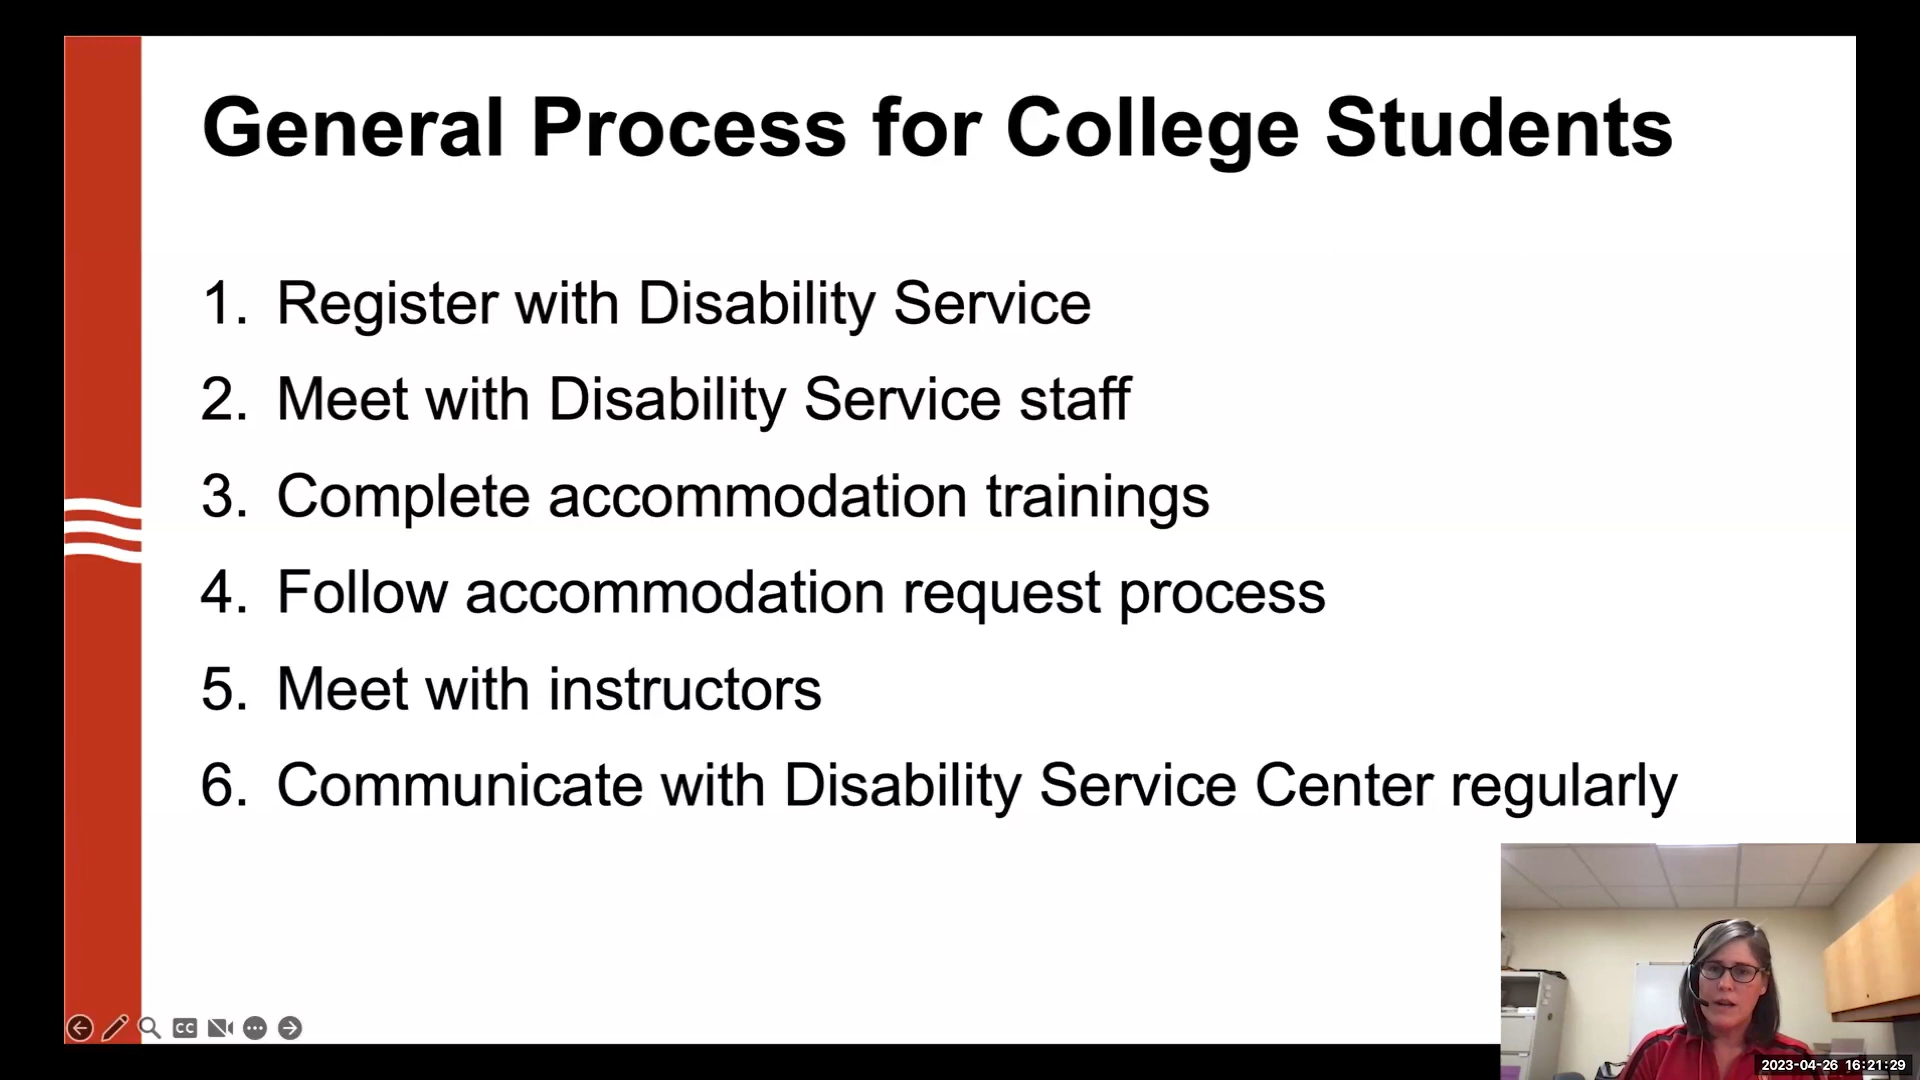 General Process for College Students
1. Register with Disability Service
2. Meet with Disability Service staff
3. Complete accommodation trainings
4. Follow accommodation request process
5. Meet with instructors
6. Communicate with Disability Service Center regularly
CC
2023-04-26 16:21:29